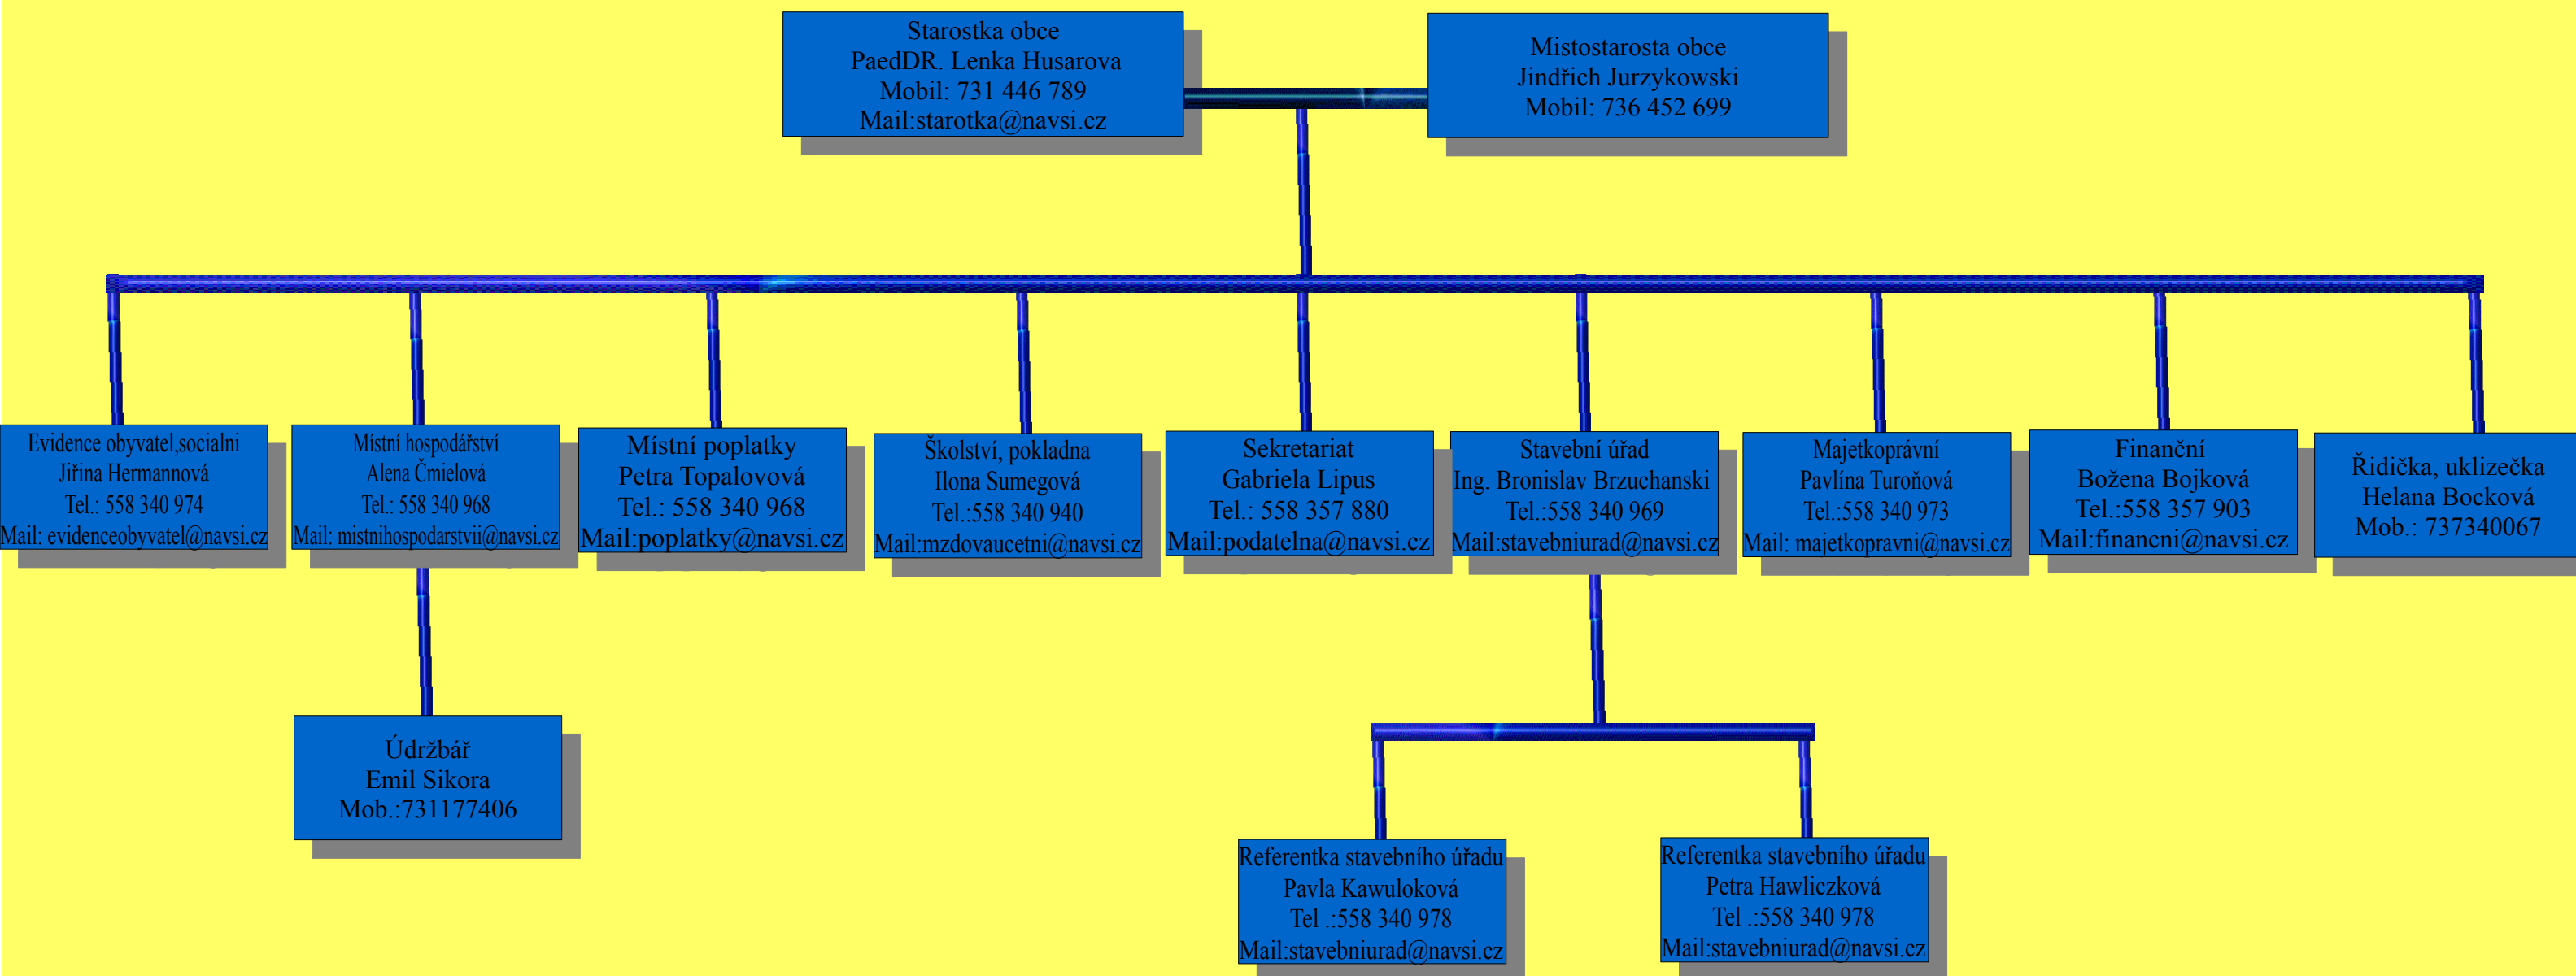 Starostka obce
PaedDR. Lenka Husarova
Mobil: 731 446 789
Mail:starotka@navsi.cz
Mistostarosta obce
Jindřich Jurzykowski
Mobil: 736 452 699
Evidence obyvatel,socialni
Jiřina Hermannová
Tel.: 558 340 974
Mail: evidenceobyvatel@navsi.cz
Místní hospodářství
Alena Čmielová
Tel.: 558 340 968
Mail: mistnihospodarstvii@navsi.cz
Místní poplatky
Petra Topalovová
Tel.: 558 340 968
Mail:poplatky@navsi.cz
Školství, pokladna
Ilona Sumegová
Tel.:558 340 940
Mail:mzdovaucetni@navsi.cz
Sekretariat
Gabriela Lipus
Tel.: 558 357 880
Mail:podatelna@navsi.cz
Stavební úřad
Ing. Bronislav Brzuchanski
Tel.:558 340 969
Mail:stavebniurad@navsi.cz
Majetkoprávní
Pavlína Turoňová
Tel.:558 340 973
Mail: majetkopravni@navsi.cz
Finanční
Božena Bojková
Tel.:558 357 903
Mail:financni@navsi.cz
Řidička, uklizečka
Helana Bocková
Mob.: 737340067
Údržbář
Emil Sikora
Mob.:731177406
Referentka stavebního úřadu
Pavla Kawuloková
Tel .:558 340 978
Mail:stavebniurad@navsi.cz
Referentka stavebního úřadu
Petra Hawliczková
Tel .:558 340 978
Mail:stavebniurad@navsi.cz